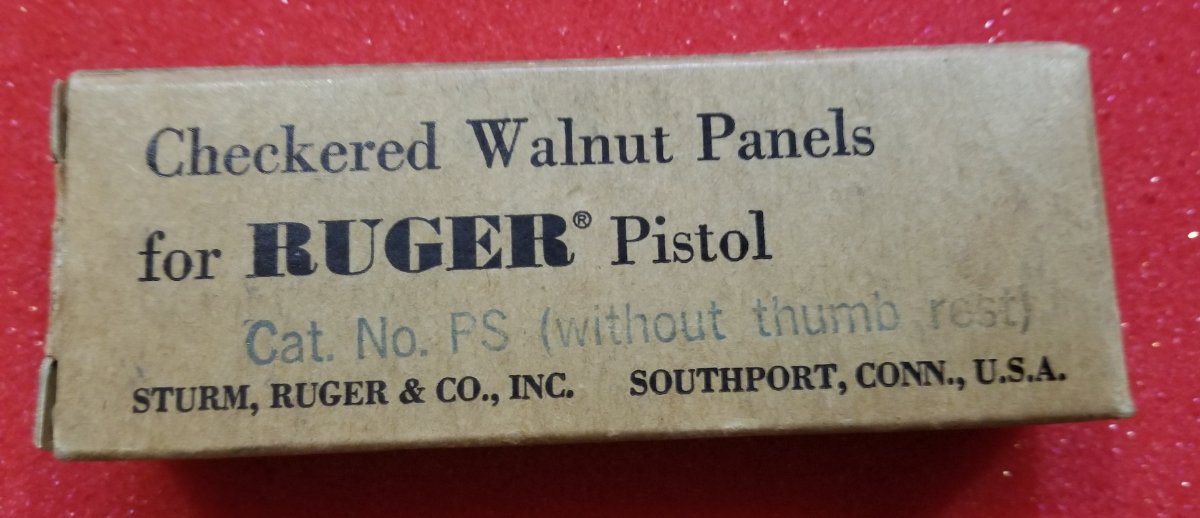 Checkered Walnut Panels
for RUGER® Pistol
Cat. No. PS (without thumb rest)
STURM, RUGER & CO., INC. SOUTHPORT, CONN., U.S.A.